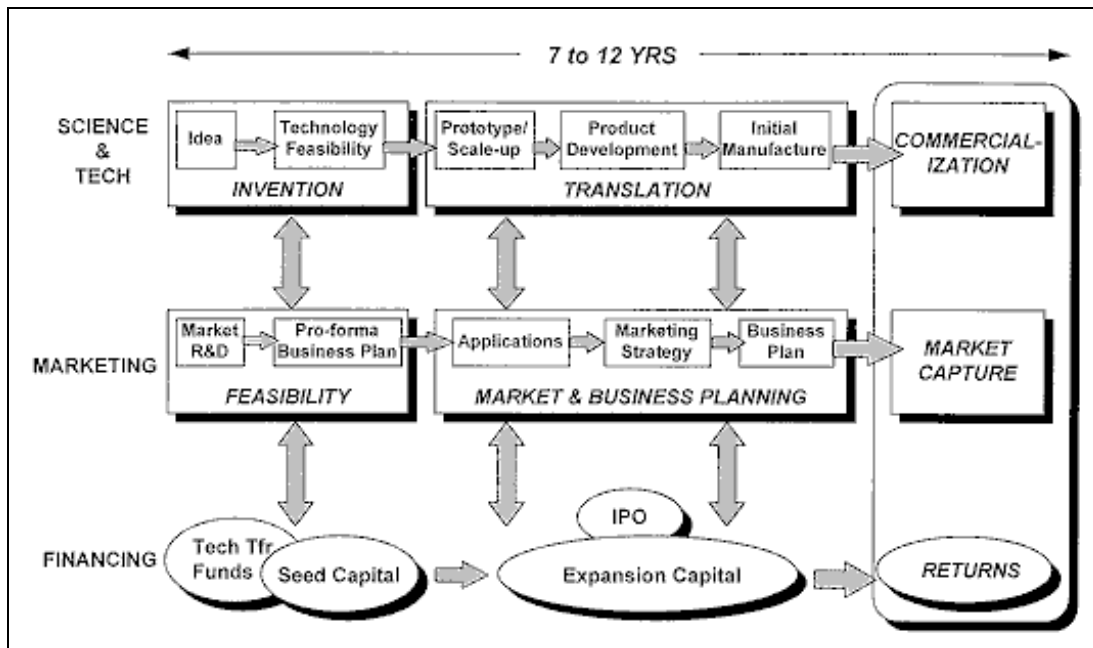 7 to 12 YRS
SCIENCE
&
TECH
Idea
Technology
Feasibility
INVENTION
Prototype/
Scale-up
Product
Development
Initial
Manufacture
TRANSLATION
COMMERCIAL-
IZATION
MARKETING
Market
R&D
Pro-forma
Business Plan
FEASIBILITY
Applications
Marketing
Strategy
Business
Plan
MARKET & BUSINESS PLANNING
MARKET
CAPTURE
FINANCING
Tech Tfr
Funds
Seed Capital
IPO
Expansion Capital
RETURNS